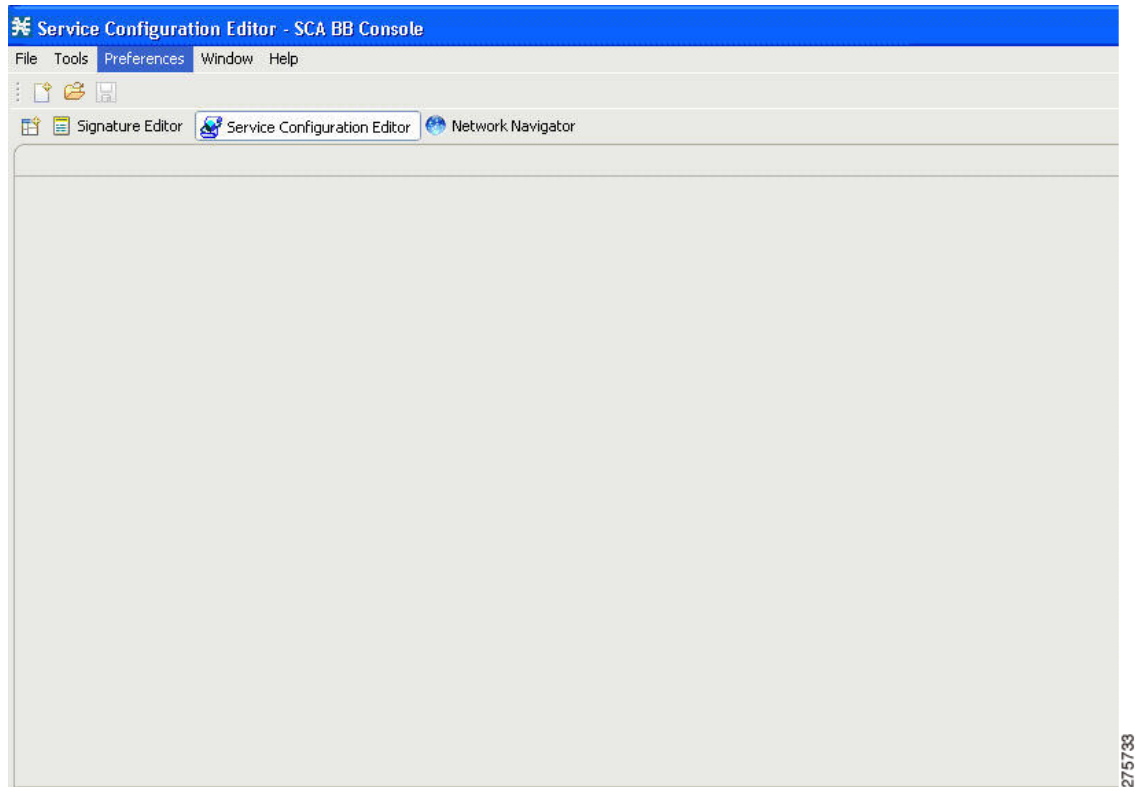 Service Configuration Editor - SCA BB Console
File Tools Preferences Window Help
Signature Editor Service Configuration Editor Network Navigator
275733